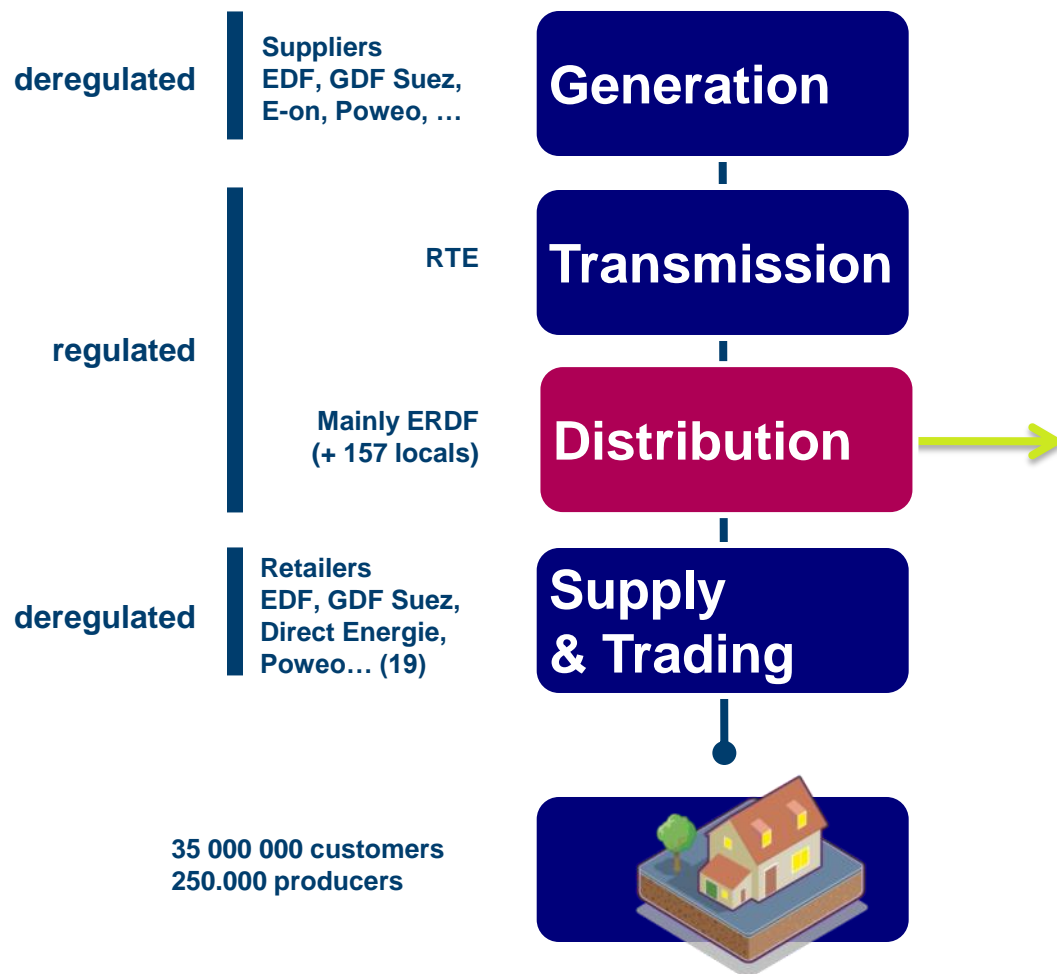 deregulated
Suppliers
EDF, GDF Suez,
E-on, Poweo, …
Generation
regulated
RTE
Transmission
Mainly ERDF
(+ 157 locals)
Distribution
deregulated
Retailers
EDF, GDF Suez,
Direct Energie,
Poweo… (19)
Supply
& Trading
35 000 000 customers
250.000 producers